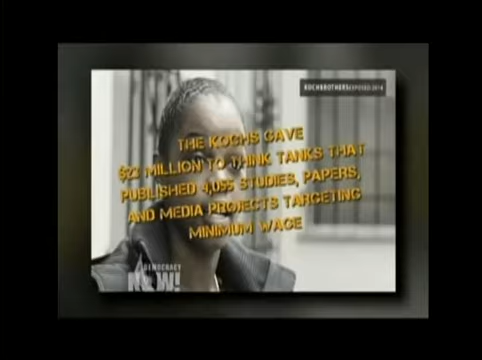 KOCHBROTHERSEXPOSED.2014
THE KOCHS GAVE
$23 MILLION TO THINK TANKS THAT
PUBLISHED 4,055 STUDIES, PAPERS,
AND MEDIA PROJECTS TARGETING
MINIMUM WAGE
DEMOCRACY
NOW!